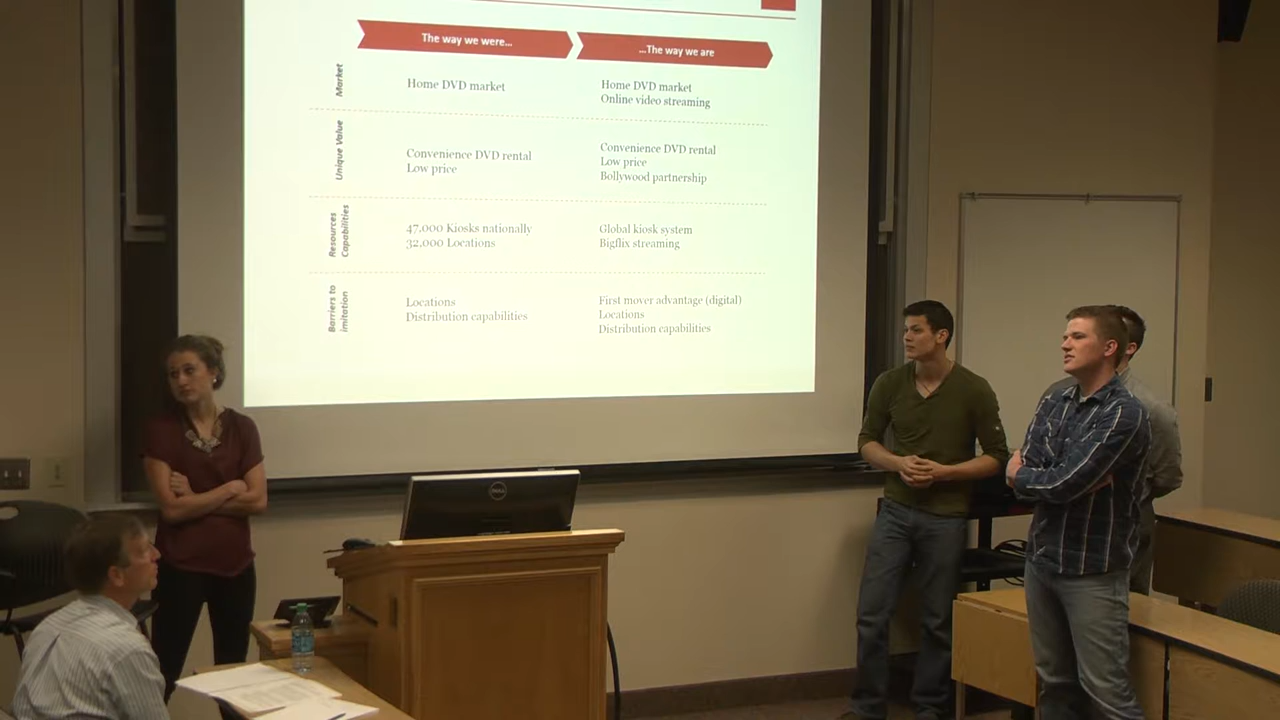 The way we were...
...The way we are
Market
Home DVD market
Home DVD market
Online video streaming
Unique Value
Convenience DVD rental
Low price
Convenience DVD rental
Low price
Bollywood partnership
Resources
Capabilities
47,000 Kiosks nationally
32,000 Locations
Global kiosk system
Bigflix streaming
Barriers to
imitation
Locations
Distribution capabilities
First mover advantage (digital)
Locations
Distribution capabilities
DELL